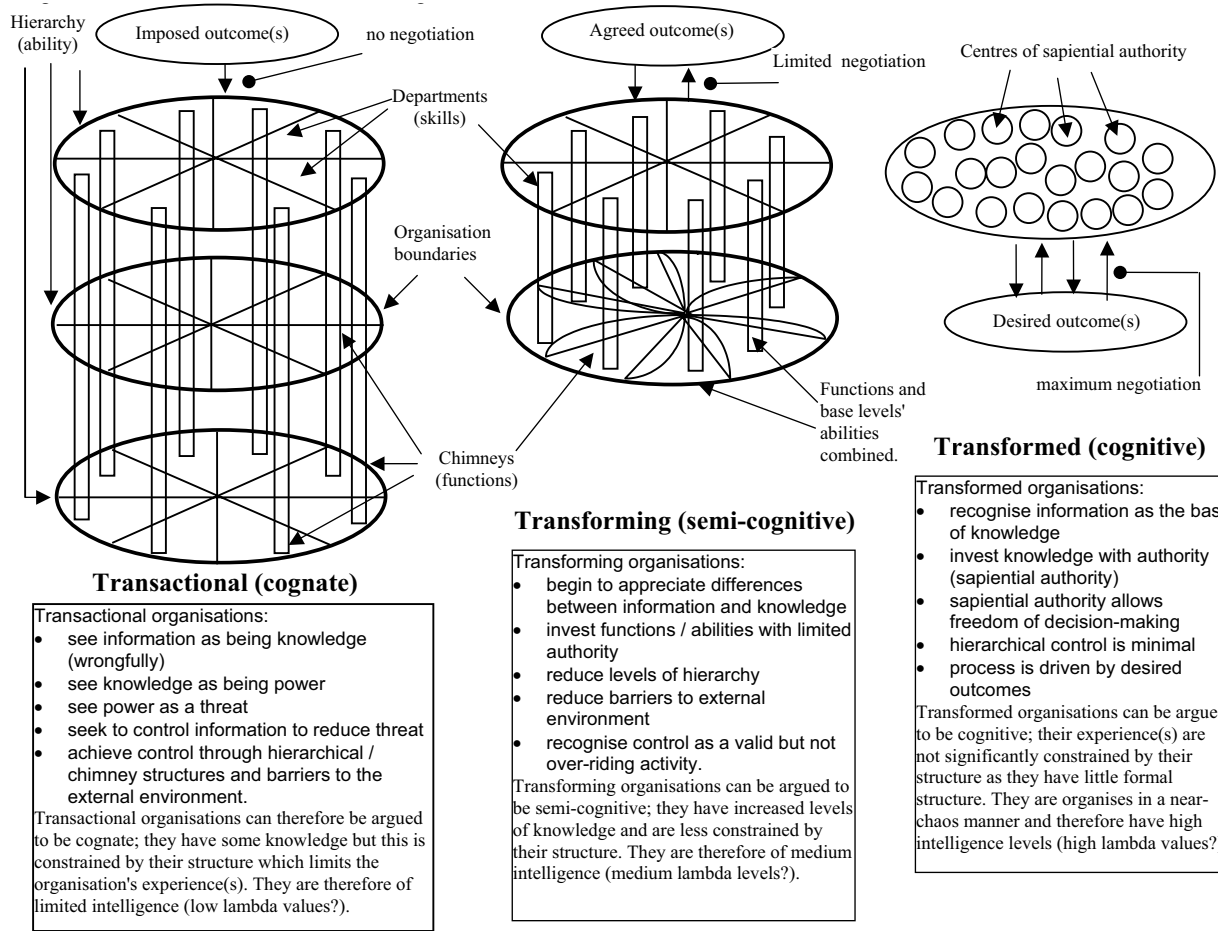 Hierarchy
(ability)
Imposed outcome(s)
no negotiation
Departments
(skills)
Organisation
boundaries
Chimneys
(functions)
Agreed outcome(s)
Limited negotiation
Functions and
base levels'
abilities
combined.
Centres of sapiential authority
Desired outcome(s)
maximum negotiation
Transactional (cognate)
Transactional organisations:
• see information as being knowledge
(wrongfully)
• see knowledge as being power
• see power as a threat
• seek to control information to reduce threat
• achieve control through hierarchical /
chimney structures and barriers to the
external environment.
Transactional organisations can therefore be argued
to be cognate; they have some knowledge but this is
constrained by their structure which limits the
organisation's experience(s). They are therefore of
limited intelligence (low lambda values?).
Transforming (semi-cognitive)
Transforming organisations:
• begin to appreciate differences
between information and knowledge
• invest functions / abilities with limited
authority
• reduce levels of hierarchy
• reduce barriers to external
environment
• recognise control as a valid but not
over-riding activity.
Transforming organisations can be argued to
be semi-cognitive; they have increased levels
of knowledge and are less constrained by
their structure. They are therefore of medium
intelligence (medium lambda levels?).
Transformed (cognitive)
Transformed organisations:
• recognise information as the bas
of knowledge
• invest knowledge with authority
(sapiential authority)
• sapiential authority allows
freedom of decision-making
• hierarchical control is minimal
• process is driven by desired
outcomes
Transformed organisations can be argue
to be cognitive; their experience(s) are
not significantly constrained by their
structure as they have little formal
structure. They are organises in a near-
chaos manner and therefore have high
intelligence levels (high lambda values?